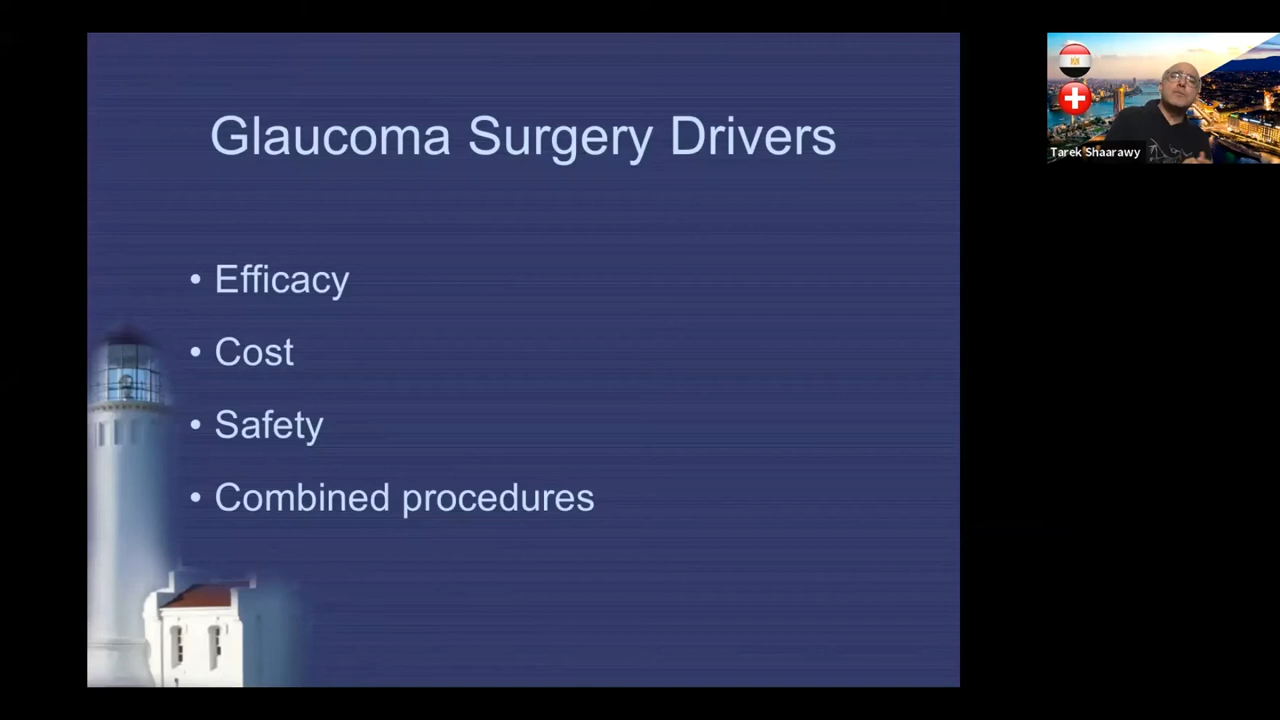 Glaucoma Surgery Drivers
• Efficacy
• Cost
• Safety
• Combined procedures
Tarek Shaarawy